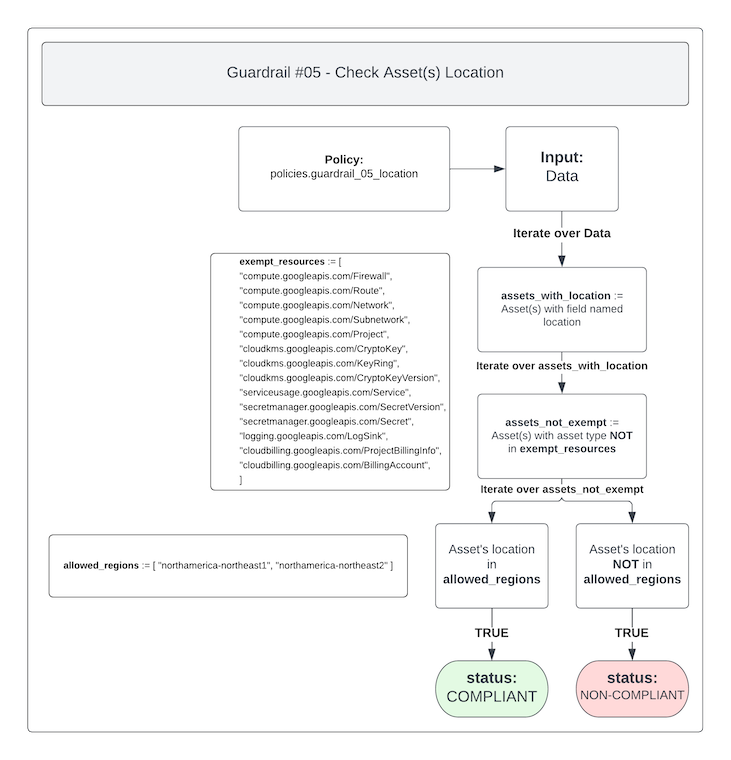 Guardrail #05 - Check Asset(s) Location
Policy:
policies.guardrail_05_location
Input:
Data
Iterate over Data
exempt_resources := [
"compute.googleapis.com/Firewall",
"compute.googleapis.com/Route",
"compute.googleapis.com/Network",
"compute.googleapis.com/Subnetwork",
"compute.googleapis.com/Project",
"cloudkms.googleapis.com/CryptoKey",
"cloudkms.googleapis.com/KeyRing",
"cloudkms.googleapis.com/CryptoKeyVersion",
"serviceusage.googleapis.com/Service",
"secretmanager.googleapis.com/SecretVersion",
"secretmanager.googleapis.com/Secret",
"logging.googleapis.com/LogSink",
"cloudbilling.googleapis.com/ProjectBillingInfo",
"cloudbilling.googleapis.com/BillingAccount",
]
assets_with_location :=
Asset(s) with field named
location
Iterate over assets_with_location
assets_not_exempt :=
Asset(s) with asset type NOT
in exempt_resources
Iterate over assets_not_exempt
allowed_regions := [ "northamerica-northeast1", "northamerica-northeast2" ]
Asset's location
in
allowed_regions
Asset's location
NOT in
allowed_regions
TRUE
TRUE
status:
COMPLIANT
status:
NON-COMPLIANT